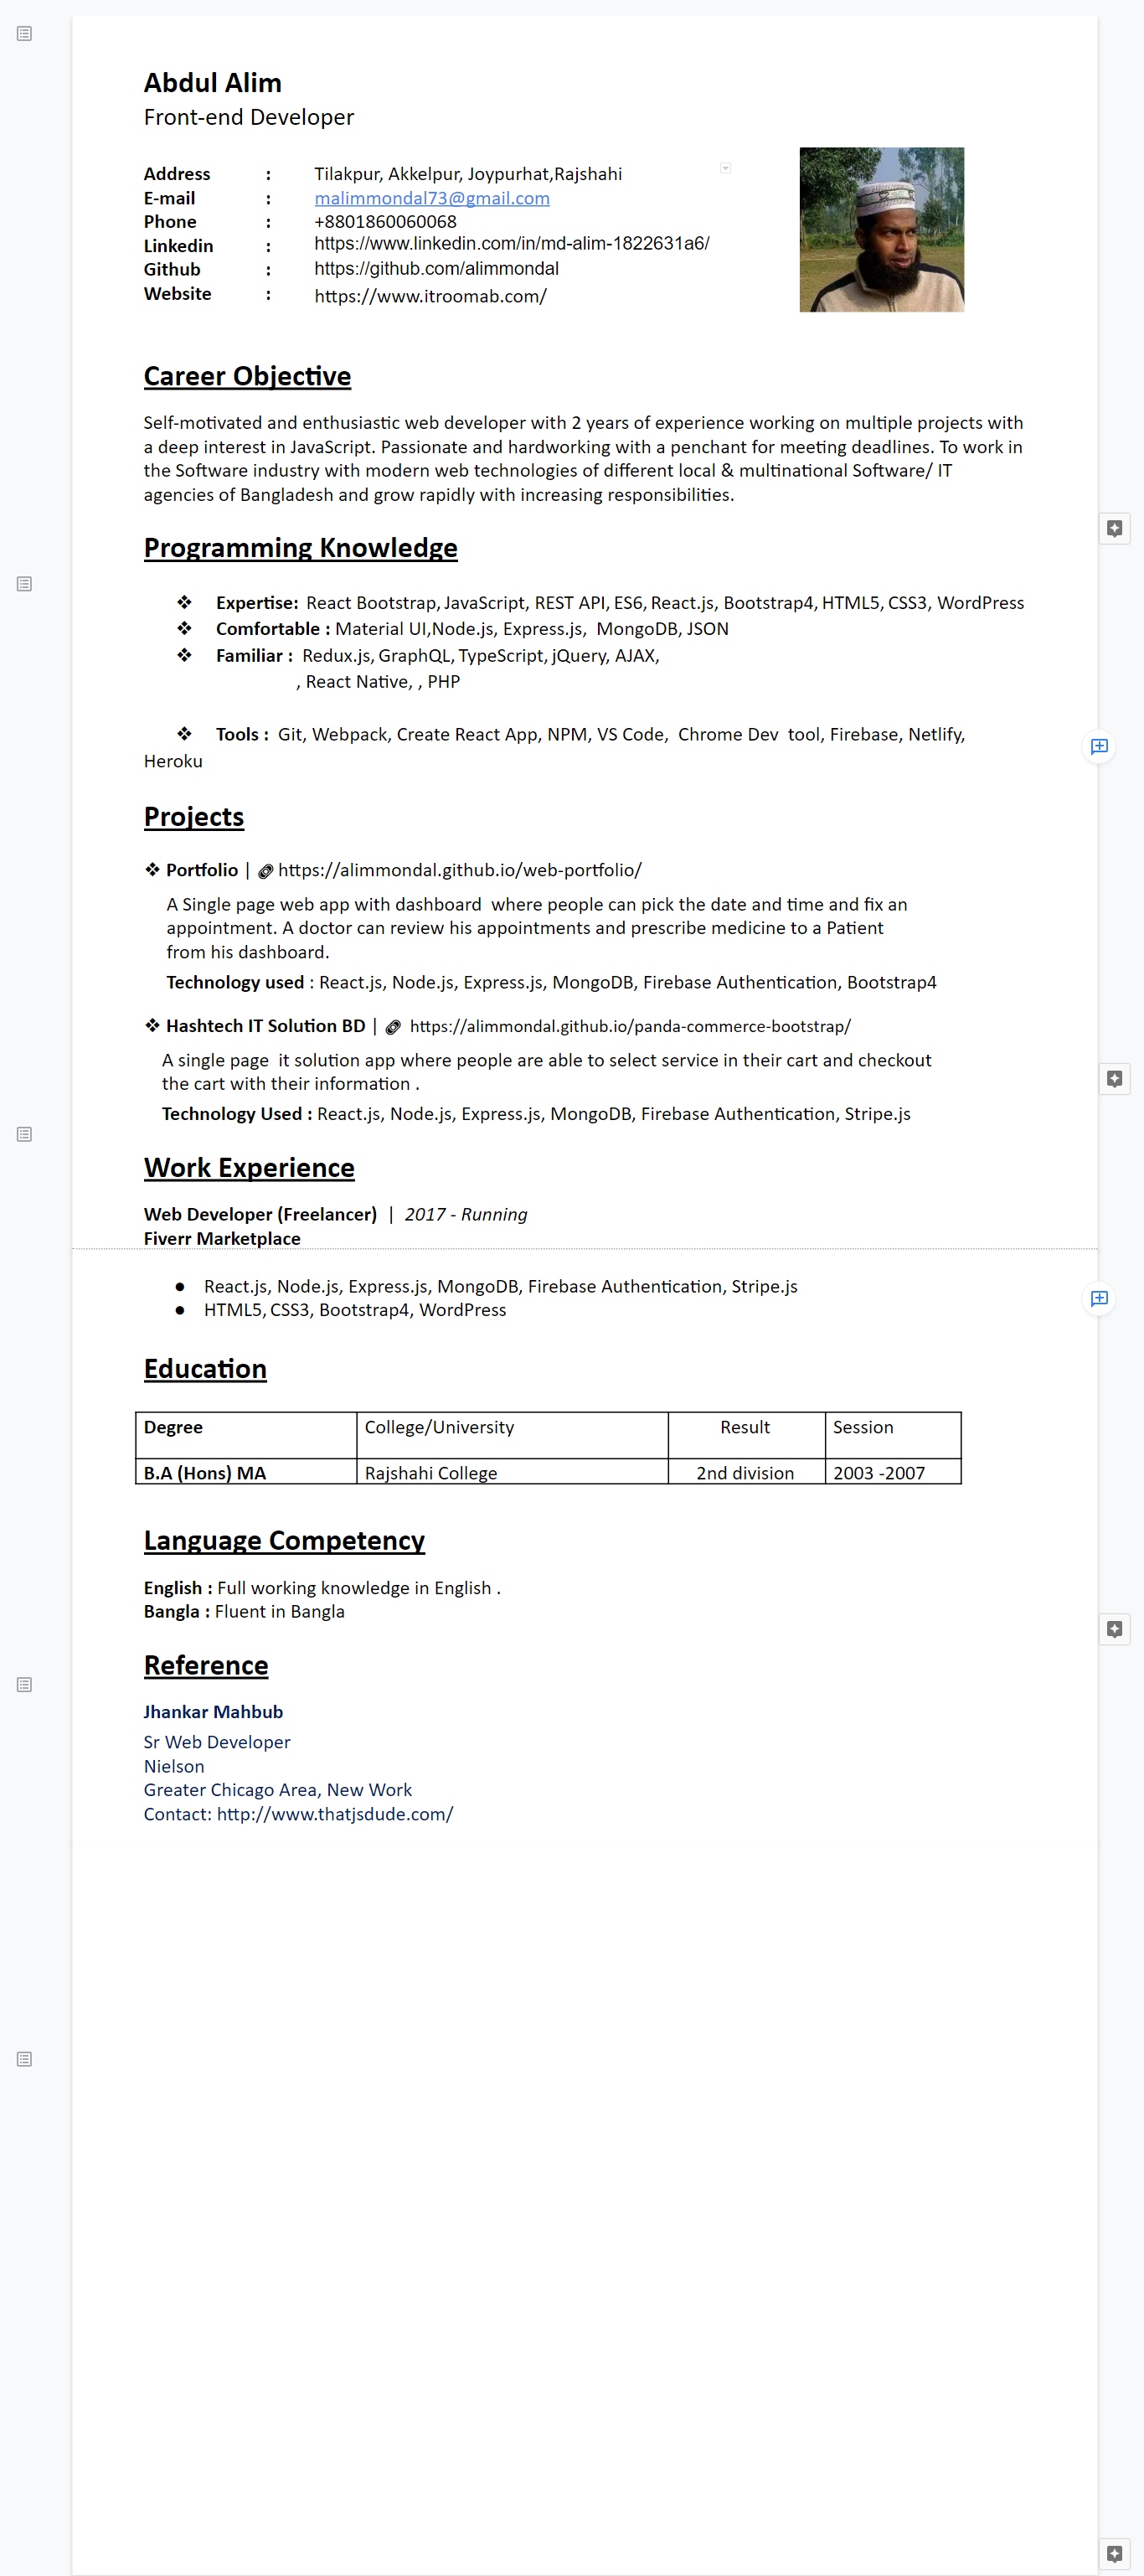 Abdul Alim
Front-end Developer
Address : Tilakpur, Akkelpur, Joypurhat,Rajshahi
E-mail : malimmondal73@gmail.com
Phone : +8801860060068
Linkedin : https://www.linkedin.com/in/md-alim-1822631a6/
Github : https://github.com/alimmondal
Website : https://www.itroomab.com/
Career Objective
Self-motivated and enthusiastic web developer with 2 years of experience working on multiple projects with
a deep interest in JavaScript. Passionate and hardworking with a penchant for meeting deadlines. To work in
the Software industry with modern web technologies of different local & multinational Software/ IT
agencies of Bangladesh and grow rapidly with increasing responsibilities.
Programming Knowledge
❖ Expertise: React Bootstrap, JavaScript, REST API, ES6, React.js, Bootstrap4, HTML5, CSS3, WordPress
❖ Comfortable : Material UI,Node.js, Express.js, MongoDB, JSON
❖ Familiar : Redux.js, GraphQL, TypeScript, jQuery, AJAX,
, React Native, , PHP
❖ Tools : Git, Webpack, Create React App, NPM, VS Code, Chrome Dev tool, Firebase, Netlify,
Heroku
Projects
❖ Portfolio | https://alimmondal.github.io/web-portfolio/
A Single page web app with dashboard where people can pick the date and time and fix an
appointment. A doctor can review his appointments and prescribe medicine to a Patient
from his dashboard.
Technology used : React.js, Node.js, Express.js, MongoDB, Firebase Authentication, Bootstrap4
❖ Hashtech IT Solution BD | https://alimmondal.github.io/panda-commerce-bootstrap/
A single page it solution app where people are able to select service in their cart and checkout
the cart with their information .
Technology Used : React.js, Node.js, Express.js, MongoDB, Firebase Authentication, Stripe.js
Work Experience
Web Developer (Freelancer) | 2017 - Running
Fiverr Marketplace
● React.js, Node.js, Express.js, MongoDB, Firebase Authentication, Stripe.js
● HTML5, CSS3, Bootstrap4, WordPress
Education
Degree College/University Result Session
B.A (Hons) MA Rajshahi College 2nd division 2003 -2007
Language Competency
English : Full working knowledge in English .
Bangla : Fluent in Bangla
Reference
Jhankar Mahbub
Sr Web Developer
Nielson
Greater Chicago Area, New Work
Contact: http://www.thatjsdude.com/